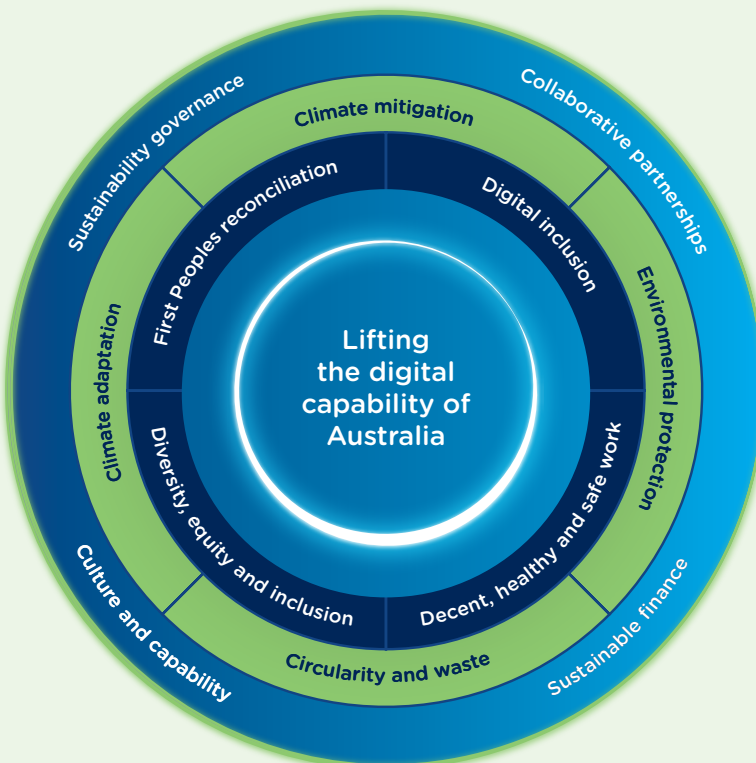 Sustainability governance
Collaborative partnerships
Climate mitigation
First Peoples reconciliation
Digital inclusion
Climate adaptation
Environmental protection
Lifting
the digital
capability of
Australia
Diversity, equity and inclusion
Decent, healthy and safe work
Circularity and waste
Culture and capability
Sustainable finance